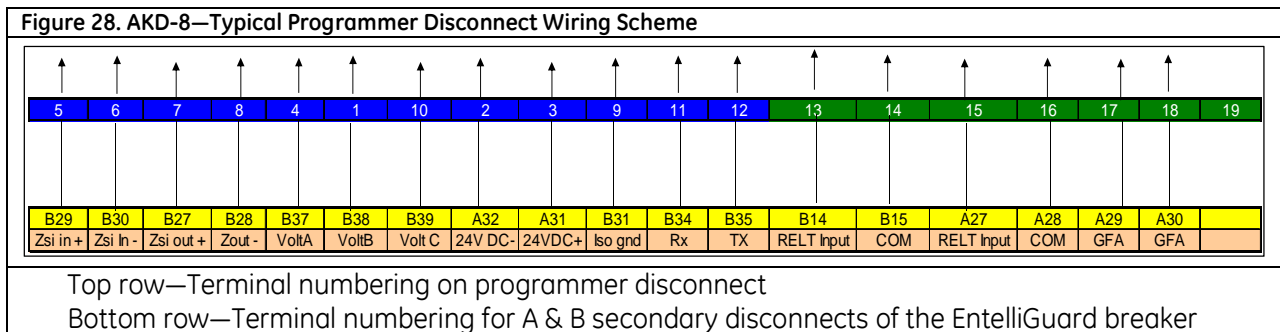 Figure 28. AKD-8—Typical Programmer Disconnect Wiring Scheme
5 6 7 8 4 1 10 2 3 9 11 12 13 14 15 16 17 18 19
B29 B30 B27 B28 B37 B38 B39 A32 A31 B31 B34 B35 B14 B15 A27 A28 A29 A30
Zsi in + Zsi In - Zsi out + Zout - VoltA VoltB Volt C 24V DC- 24VDC+ Iso gnd Rx TX RELT Input COM RELT Input COM GFA GFA
Top row—Terminal numbering on programmer disconnect
Bottom row—Terminal numbering for A & B secondary disconnects of the EntelliGuard breaker